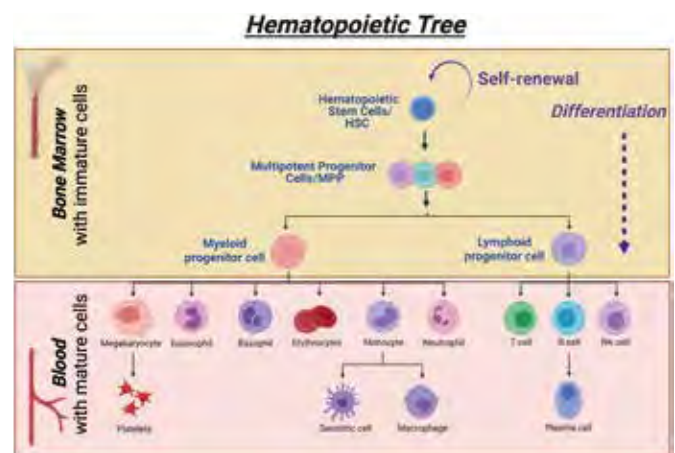 Hematopoietic Tree
Bone Marrow
with immature cells
Self-renewal
Hematopoietic
Stem Cells/
HSC
Differentiation
Multipotent Progenitor
Cells/MPP
Myeloid
progenitor cell
Lymphoid
progenitor cell
Blood
with mature cells
Megakaryocyte
Eosinophil
Basophil
Erythrocytes
Monocyte
Neutrophil
T cell
B cell
NK cell
Platelets
Dendritic cell
Macrophage
Plasma cell